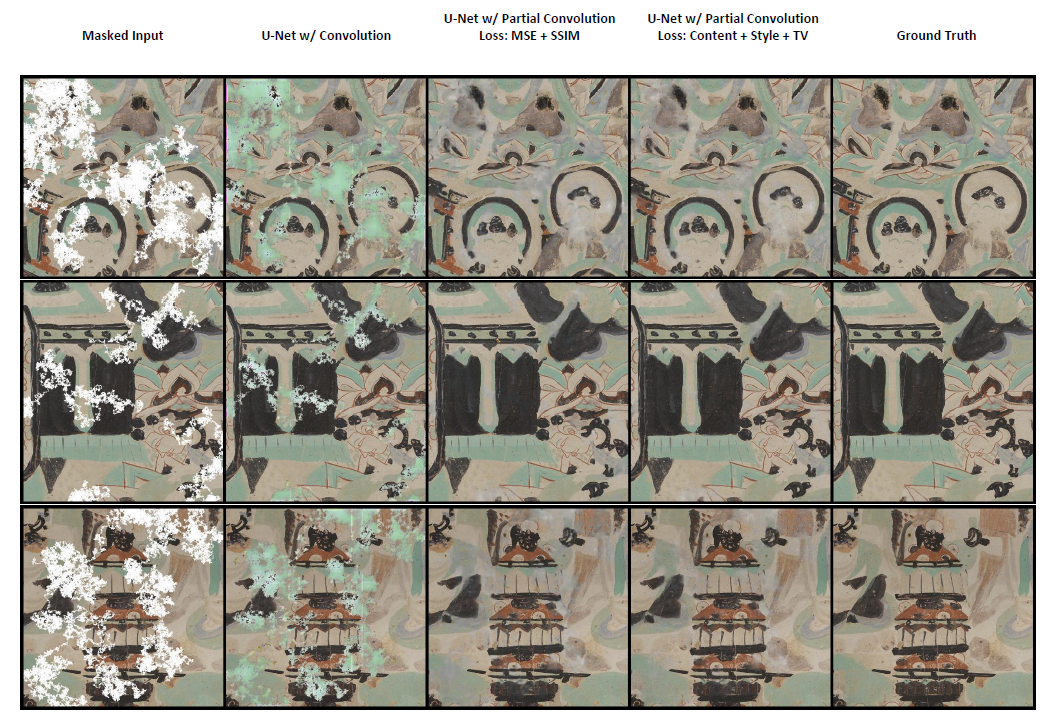 Masked Input
U-Net w/ Convolution
U-Net w/ Partial Convolution
Loss: MSE + SSIM
U-Net w/ Partial Convolution
Loss: Content + Style + TV
Ground Truth